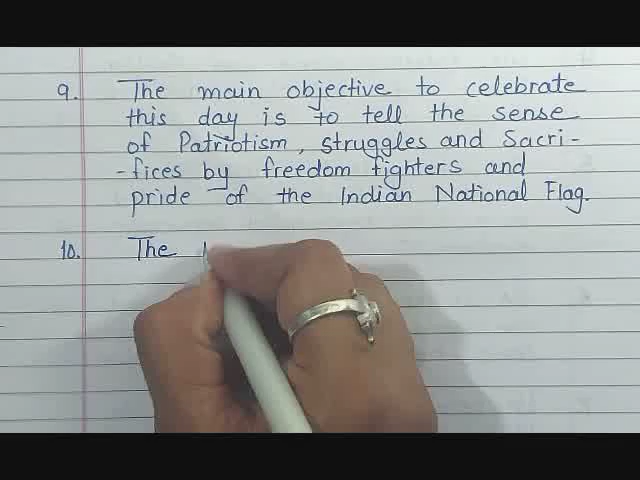 9. The main objective to celebrate
this day is to tell the sense
of Patriotism, struggles and Sacri-
-fices by freedom fighters and
pride of the Indian National Flag.
10. The